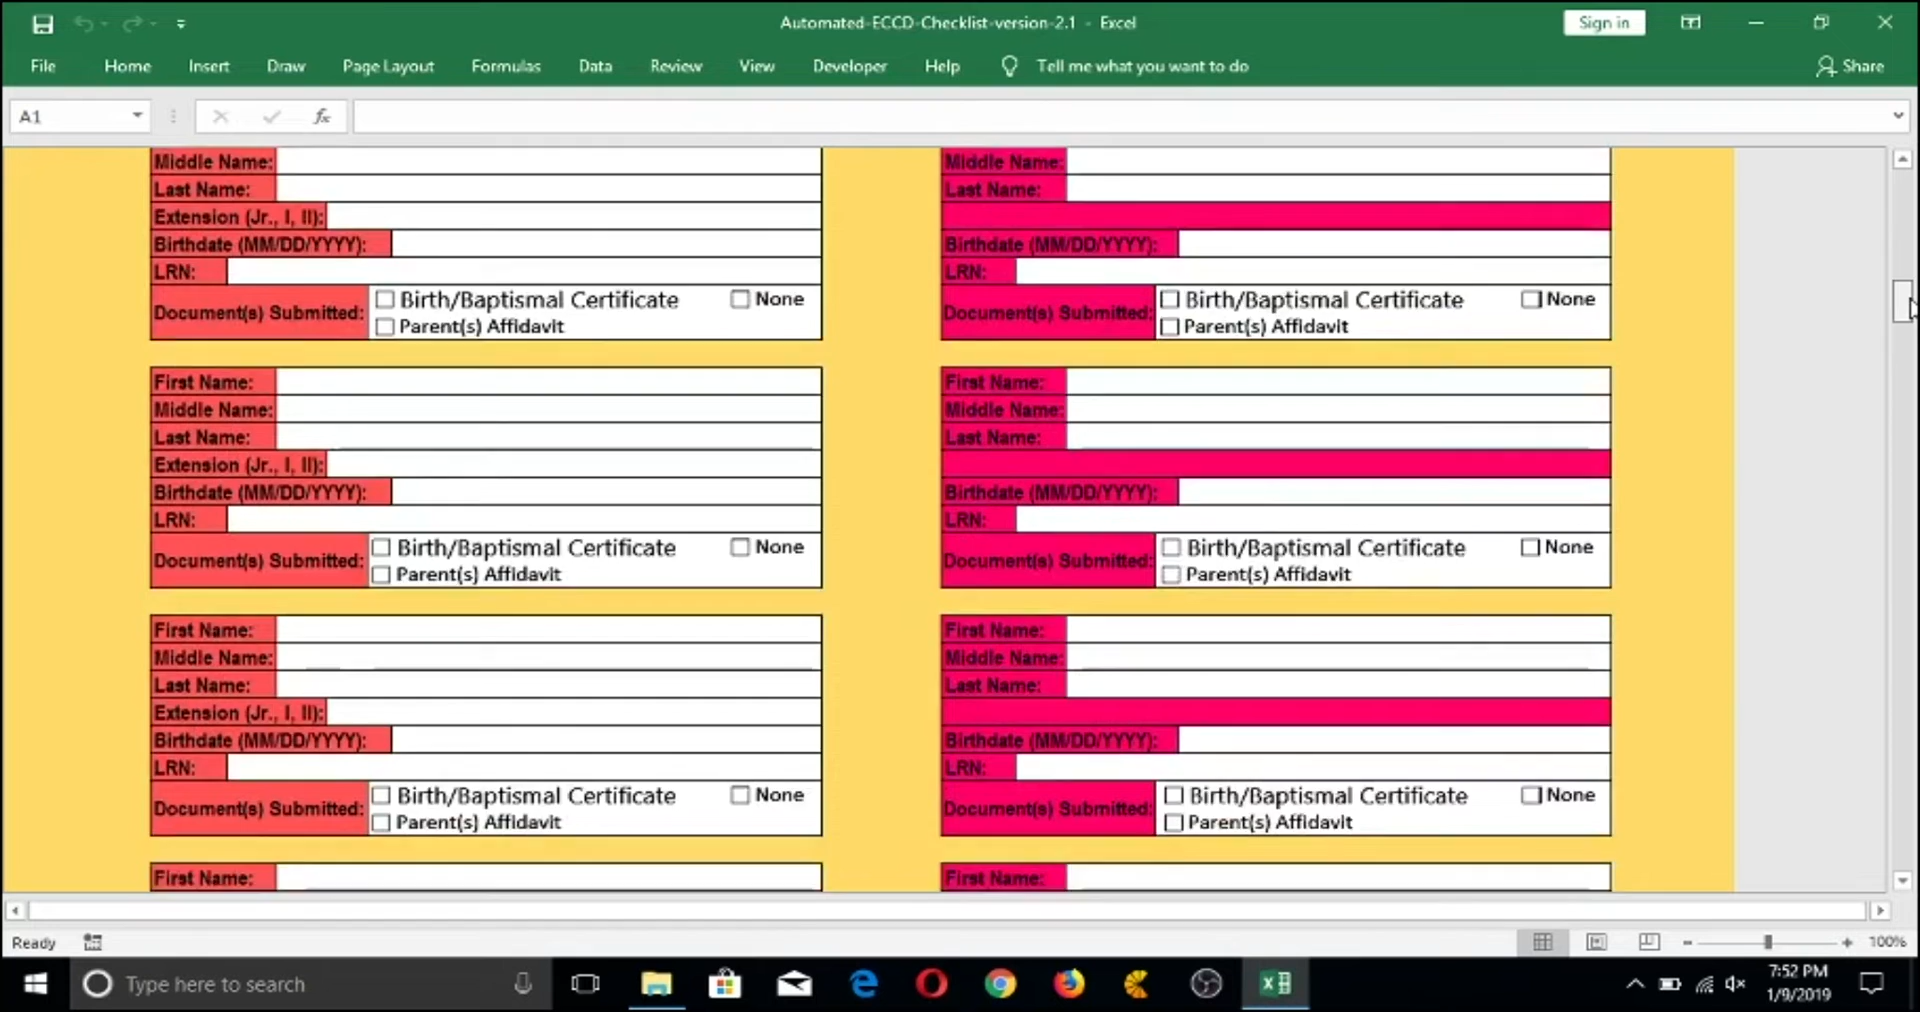 Automated-ECCD-Checklist-version-2.1 - Excel
Sign in
File Home Insert Draw Page Layout Formulas Data Review View Developer Help Tell me what you want to do Share
A1 fx
Middle Name: Middle Name:
Last Name: Last Name:
Extension (Jr., I, II):
Birthdate (MM/DD/YYYY): Birthdate (MM/DD/YYYY):
LRN: LRN:
Document(s) Submitted: Birth/Baptismal Certificate None Document(s) Submitted: Birth/Baptismal Certificate None
Parent(s) Affidavit Parent(s) Affidavit
First Name: First Name:
Middle Name: Middle Name:
Last Name: Last Name:
Extension (Jr., I, II):
Birthdate (MM/DD/YYYY): Birthdate (MM/DD/YYYY):
LRN: LRN:
Document(s) Submitted: Birth/Baptismal Certificate None Document(s) Submitted: Birth/Baptismal Certificate None
Parent(s) Affidavit Parent(s) Affidavit
First Name: First Name:
Middle Name: Middle Name:
Last Name: Last Name:
Extension (Jr., I, II):
Birthdate (MM/DD/YYYY): Birthdate (MM/DD/YYYY):
LRN: LRN:
Document(s) Submitted: Birth/Baptismal Certificate None Document(s) Submitted: Birth/Baptismal Certificate None
Parent(s) Affidavit Parent(s) Affidavit
First Name: First Name:
Ready 100%
Type here to search
7:52 PM
1/9/2019